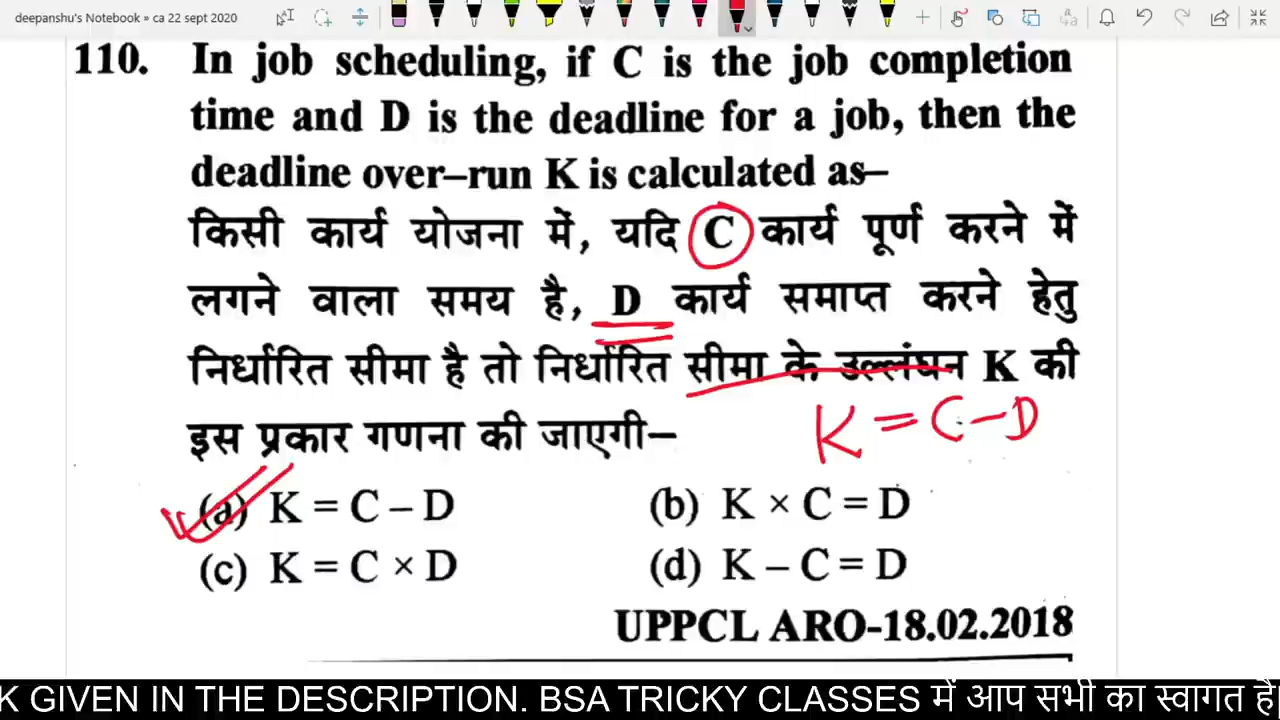 deepanshu's Notebook » ca 22 sept 2020
110. In job scheduling, if C is the job completion
time and D is the deadline for a job, then the
deadline over–run K is calculated as–
किसी कार्य योजना में, यदि C कार्य पूर्ण करने में
लगने वाला समय है, D कार्य समाप्त करने हेतु
निर्धारित सीमा है तो निर्धारित सीमा के उल्लंघन K की
इस प्रकार गणना की जाएगी–
K = C – D
(a) K = C – D (b) K × C = D
(c) K = C × D (d) K – C = D
UPPCL ARO-18.02.2018
K GIVEN IN THE DESCRIPTION. BSA TRICKY CLASSES में आप सभी का स्वागत है